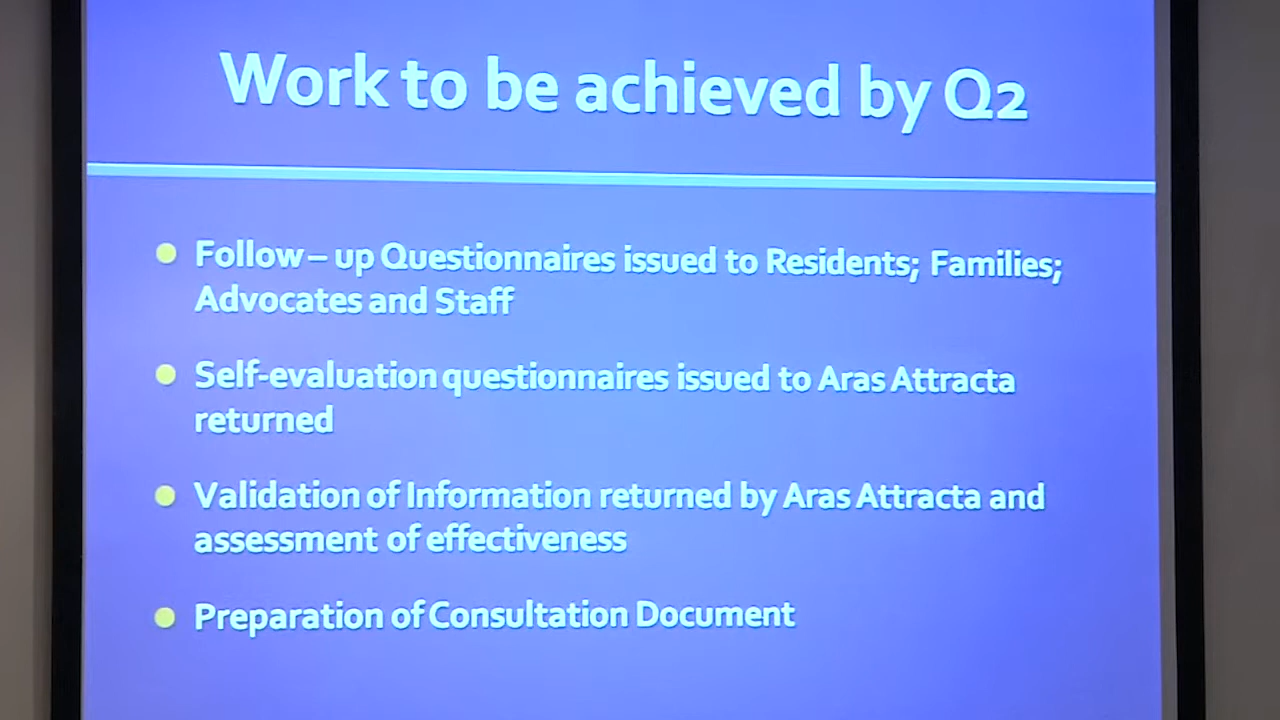 Work to be achieved by Q2
Follow – up Questionnaires issued to Residents; Families;
Advocates and Staff
Self-evaluation questionnaires issued to Aras Attracta
returned
Validation of Information returned by Aras Attracta and
assessment of effectiveness
Preparation of Consultation Document